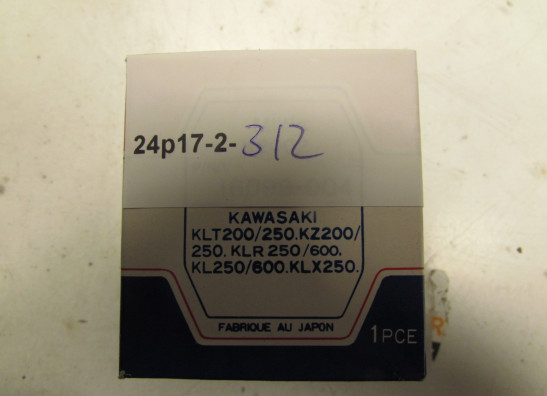 24p17-2-312
KAWASAKI
KLT200/250.KZ200/
250. KLR 250/600.
KL250/600.KLX250.
FABRIQUE AU JAPON
1PCE